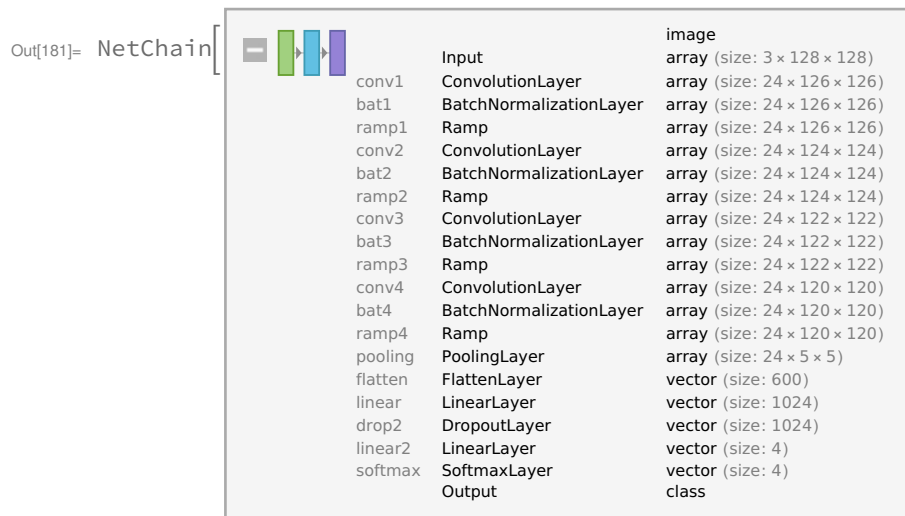 image
Out[181]= NetChain[
Input array (size: 3 × 128 × 128)
conv1 ConvolutionLayer array (size: 24 × 126 × 126)
bat1 BatchNormalizationLayer array (size: 24 × 126 × 126)
ramp1 Ramp array (size: 24 × 126 × 126)
conv2 ConvolutionLayer array (size: 24 × 124 × 124)
bat2 BatchNormalizationLayer array (size: 24 × 124 × 124)
ramp2 Ramp array (size: 24 × 124 × 124)
conv3 ConvolutionLayer array (size: 24 × 122 × 122)
bat3 BatchNormalizationLayer array (size: 24 × 122 × 122)
ramp3 Ramp array (size: 24 × 122 × 122)
conv4 ConvolutionLayer array (size: 24 × 120 × 120)
bat4 BatchNormalizationLayer array (size: 24 × 120 × 120)
ramp4 Ramp array (size: 24 × 120 × 120)
pooling PoolingLayer array (size: 24 × 5 × 5)
flatten FlattenLayer vector (size: 600)
linear LinearLayer vector (size: 1024)
drop2 DropoutLayer vector (size: 1024)
linear2 LinearLayer vector (size: 4)
softmax SoftmaxLayer vector (size: 4)
Output class